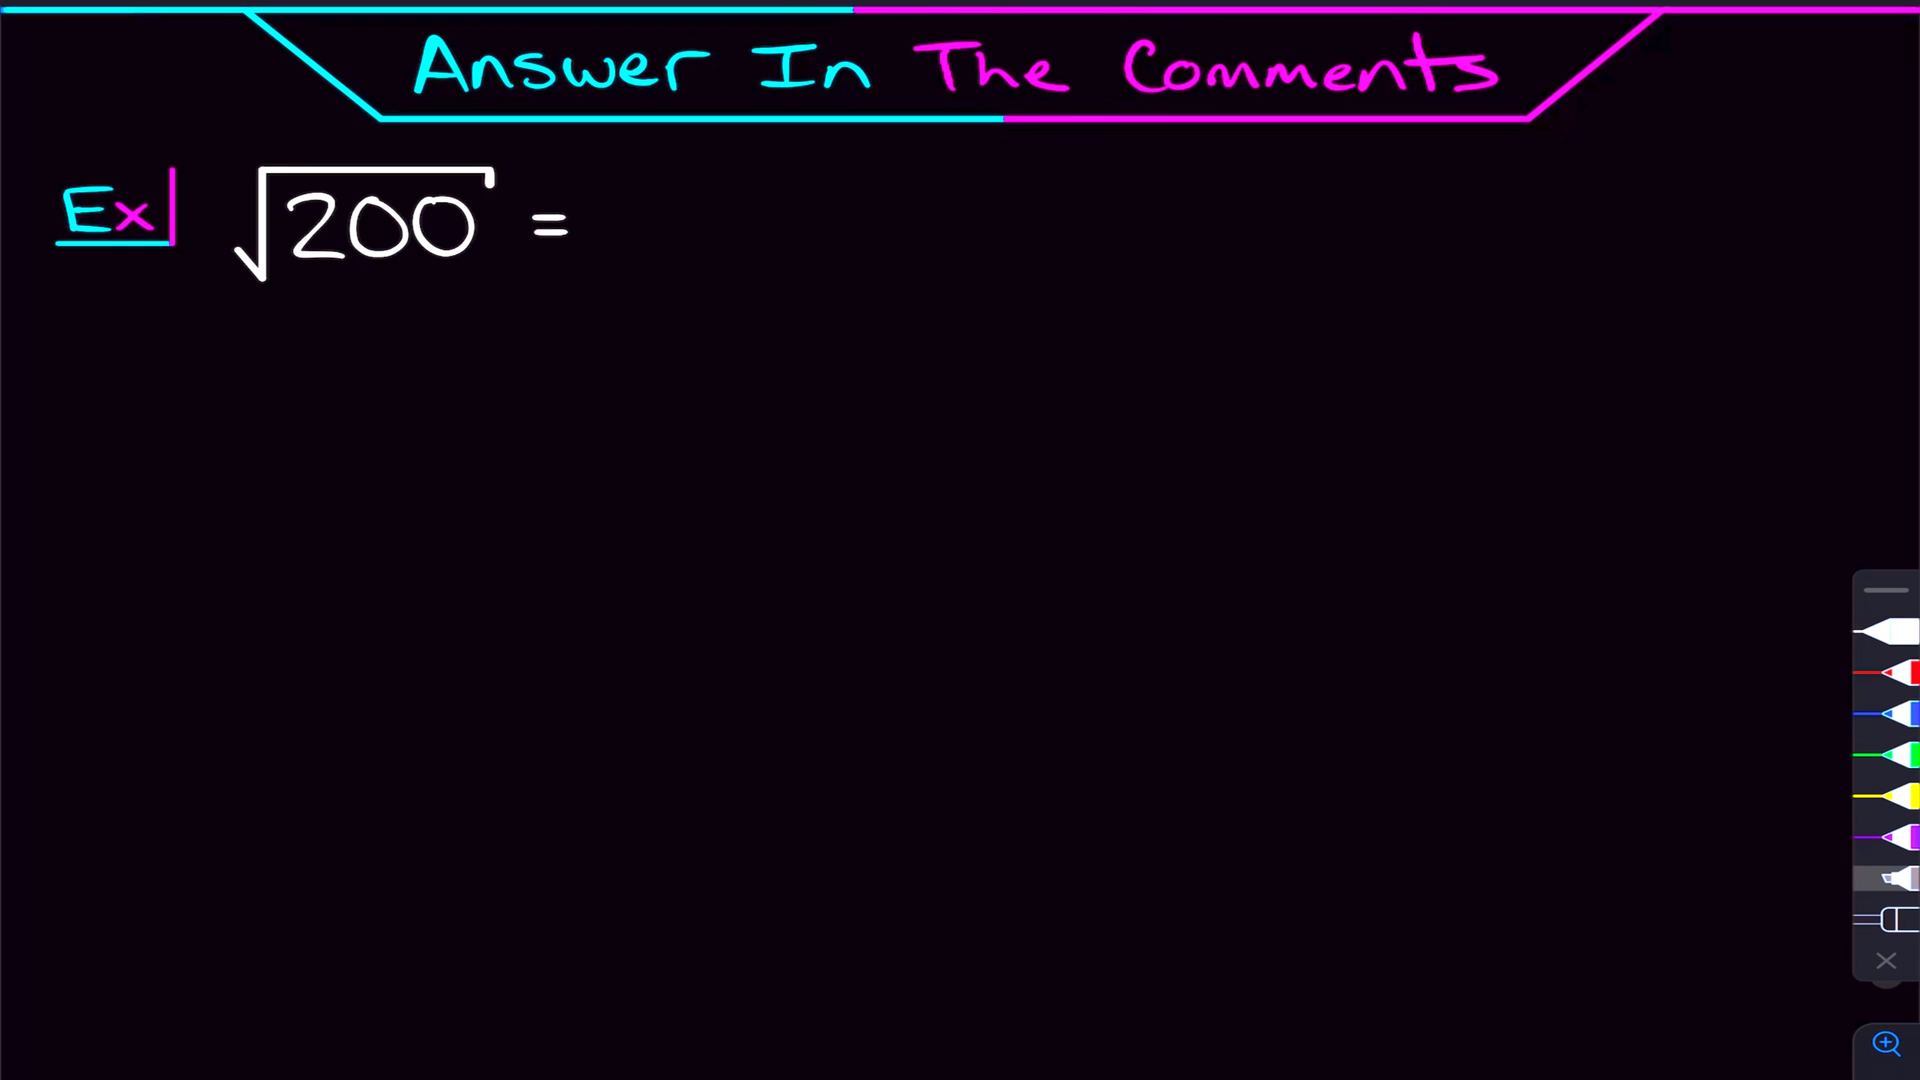 Answer In The Comments
Ex √200 =